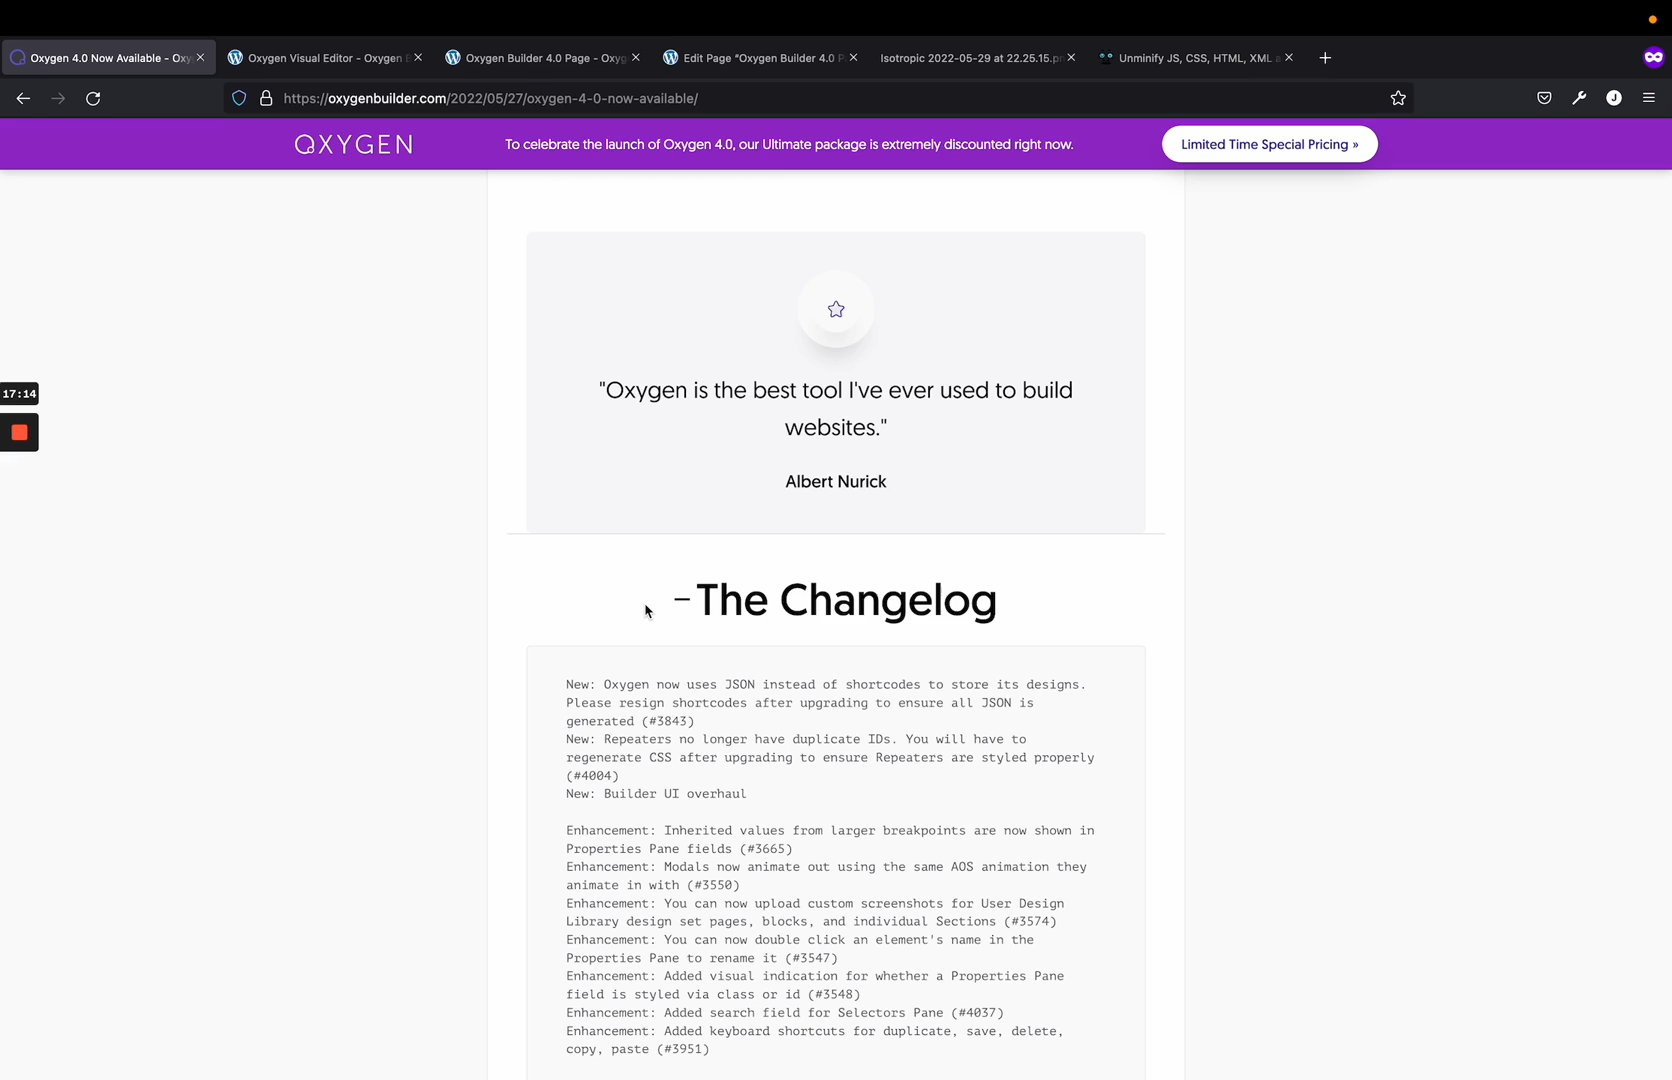 Oxygen 4.0 Now Available - Oxy
Oxygen Visual Editor - Oxygen B
Oxygen Builder 4.0 Page - Oxyg
Edit Page "Oxygen Builder 4.0 P
Isotropic 2022-05-29 at 22.25.15.pn
Unminify JS, CSS, HTML, XML a
https://oxygenbuilder.com/2022/05/27/oxygen-4-0-now-available/
J
OXYGEN
To celebrate the launch of Oxygen 4.0, our Ultimate package is extremely discounted right now.
Limited Time Special Pricing »
17:14
"Oxygen is the best tool I've ever used to build
websites."
Albert Nurick
– The Changelog
New: Oxygen now uses JSON instead of shortcodes to store its designs.
Please resign shortcodes after upgrading to ensure all JSON is
generated (#3843)
New: Repeaters no longer have duplicate IDs. You will have to
regenerate CSS after upgrading to ensure Repeaters are styled properly
(#4004)
New: Builder UI overhaul
Enhancement: Inherited values from larger breakpoints are now shown in
Properties Pane fields (#3665)
Enhancement: Modals now animate out using the same AOS animation they
animate in with (#3550)
Enhancement: You can now upload custom screenshots for User Design
Library design set pages, blocks, and individual Sections (#3574)
Enhancement: You can now double click an element's name in the
Properties Pane to rename it (#3547)
Enhancement: Added visual indication for whether a Properties Pane
field is styled via class or id (#3548)
Enhancement: Added search field for Selectors Pane (#4037)
Enhancement: Added keyboard shortcuts for duplicate, save, delete,
copy, paste (#3951)